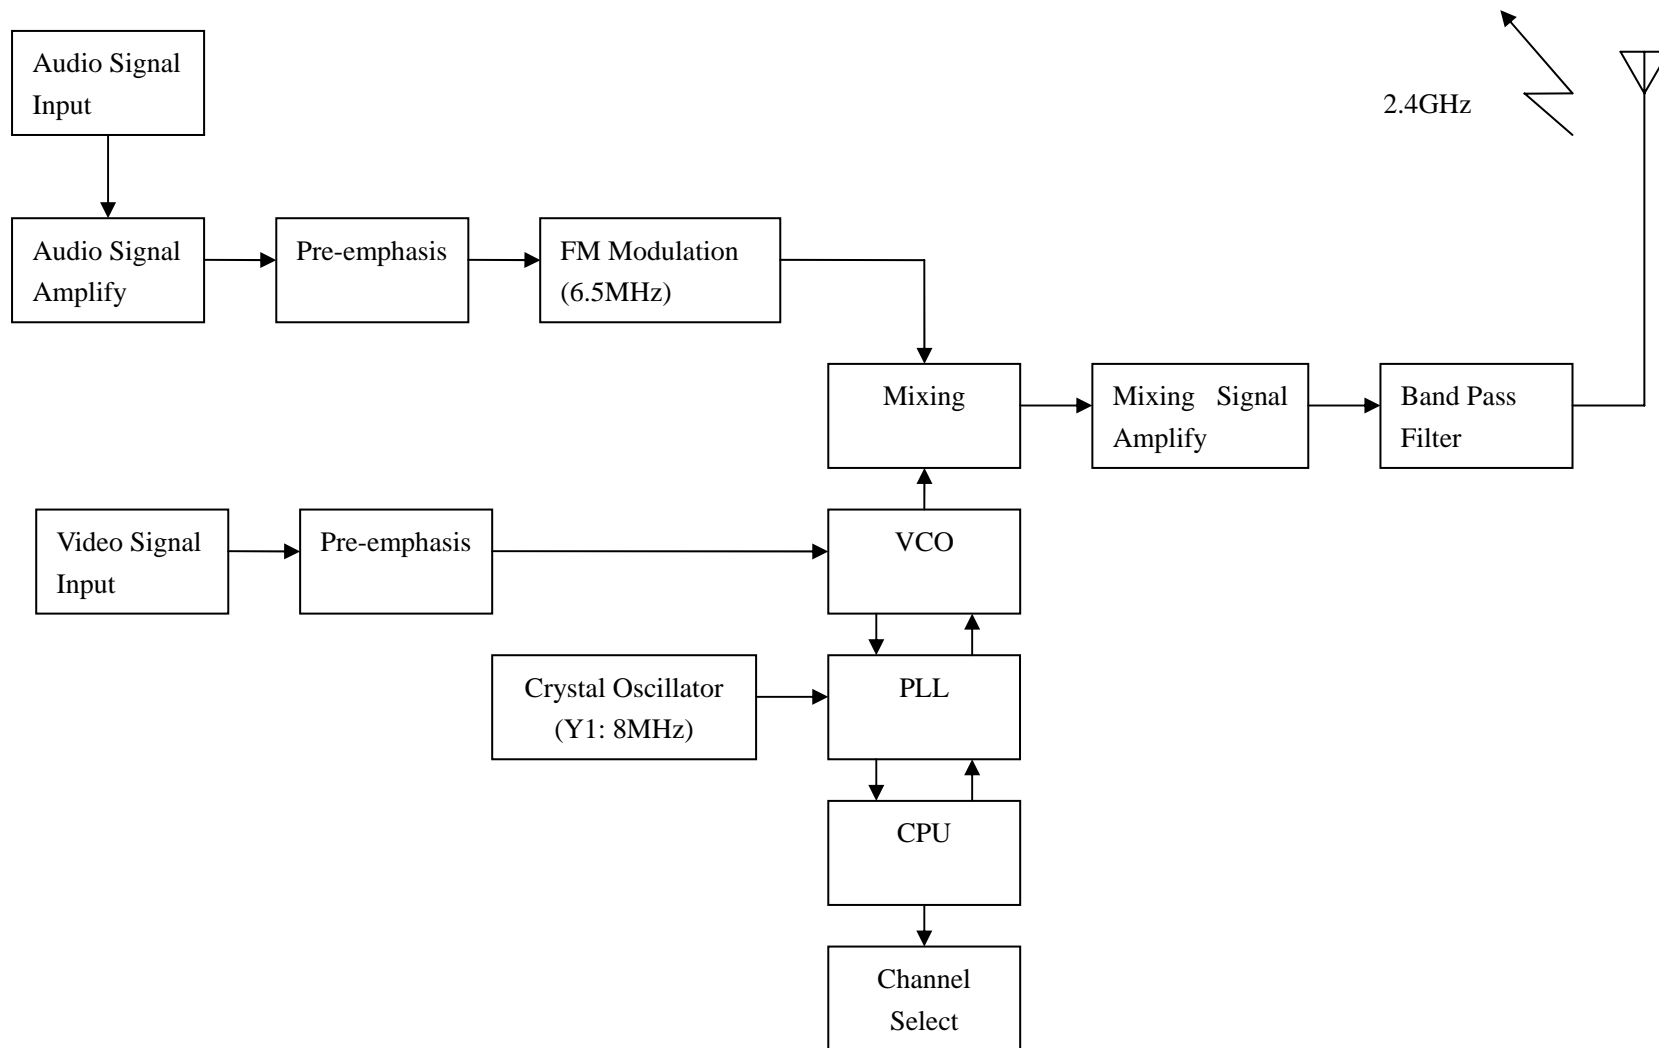 Audio Signal
Input
2.4GHz
Audio Signal
Amplify
Pre-emphasis
FM Modulation
(6.5MHz)
Mixing
Mixing Signal
Amplify
Band Pass
Filter
Video Signal
Input
Pre-emphasis
VCO
Crystal Oscillator
(Y1: 8MHz)
PLL
CPU
Channel
Select